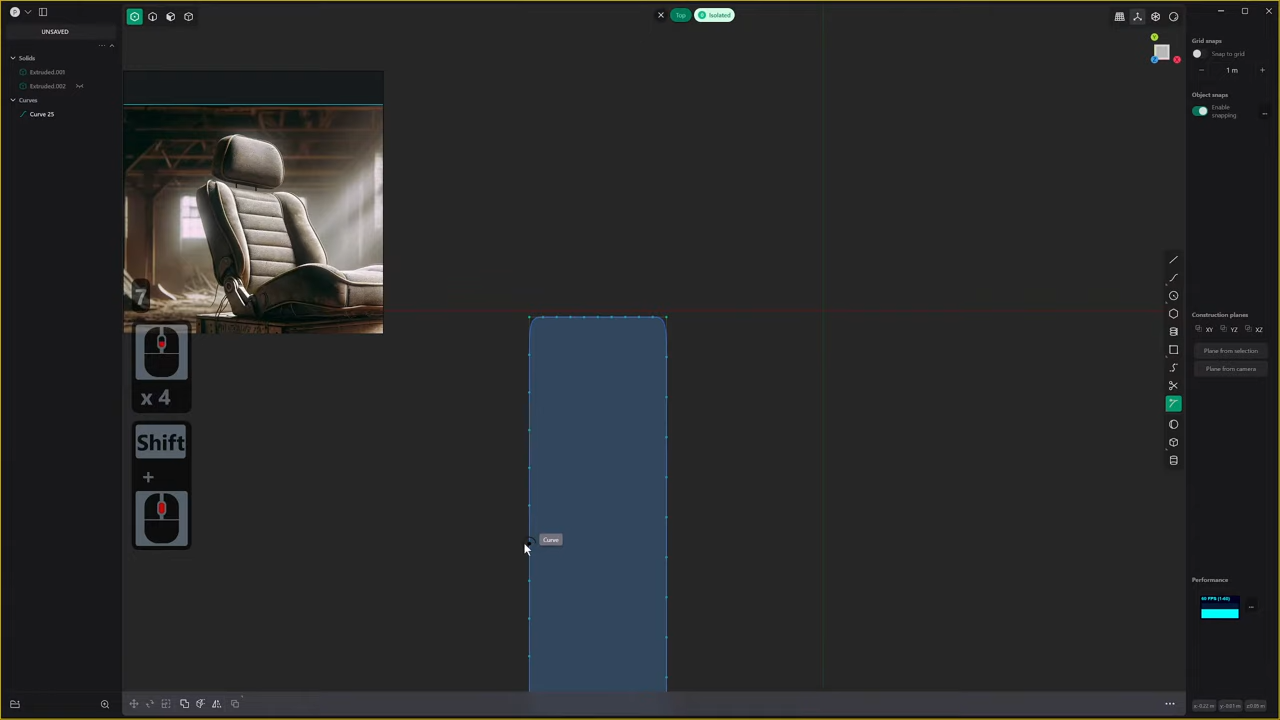 UNSAVED
Solids
Extruded.001
Extruded.002
Curves
Curve 25
Top
Isolated
Y
Z
X
Grid snaps
Snap to grid
1 m
Object snaps
Enable
snapping
Construction planes
XY
YZ
XZ
Plane from selection
Plane from camera
Performance
7
x 4
Shift
+
Curve